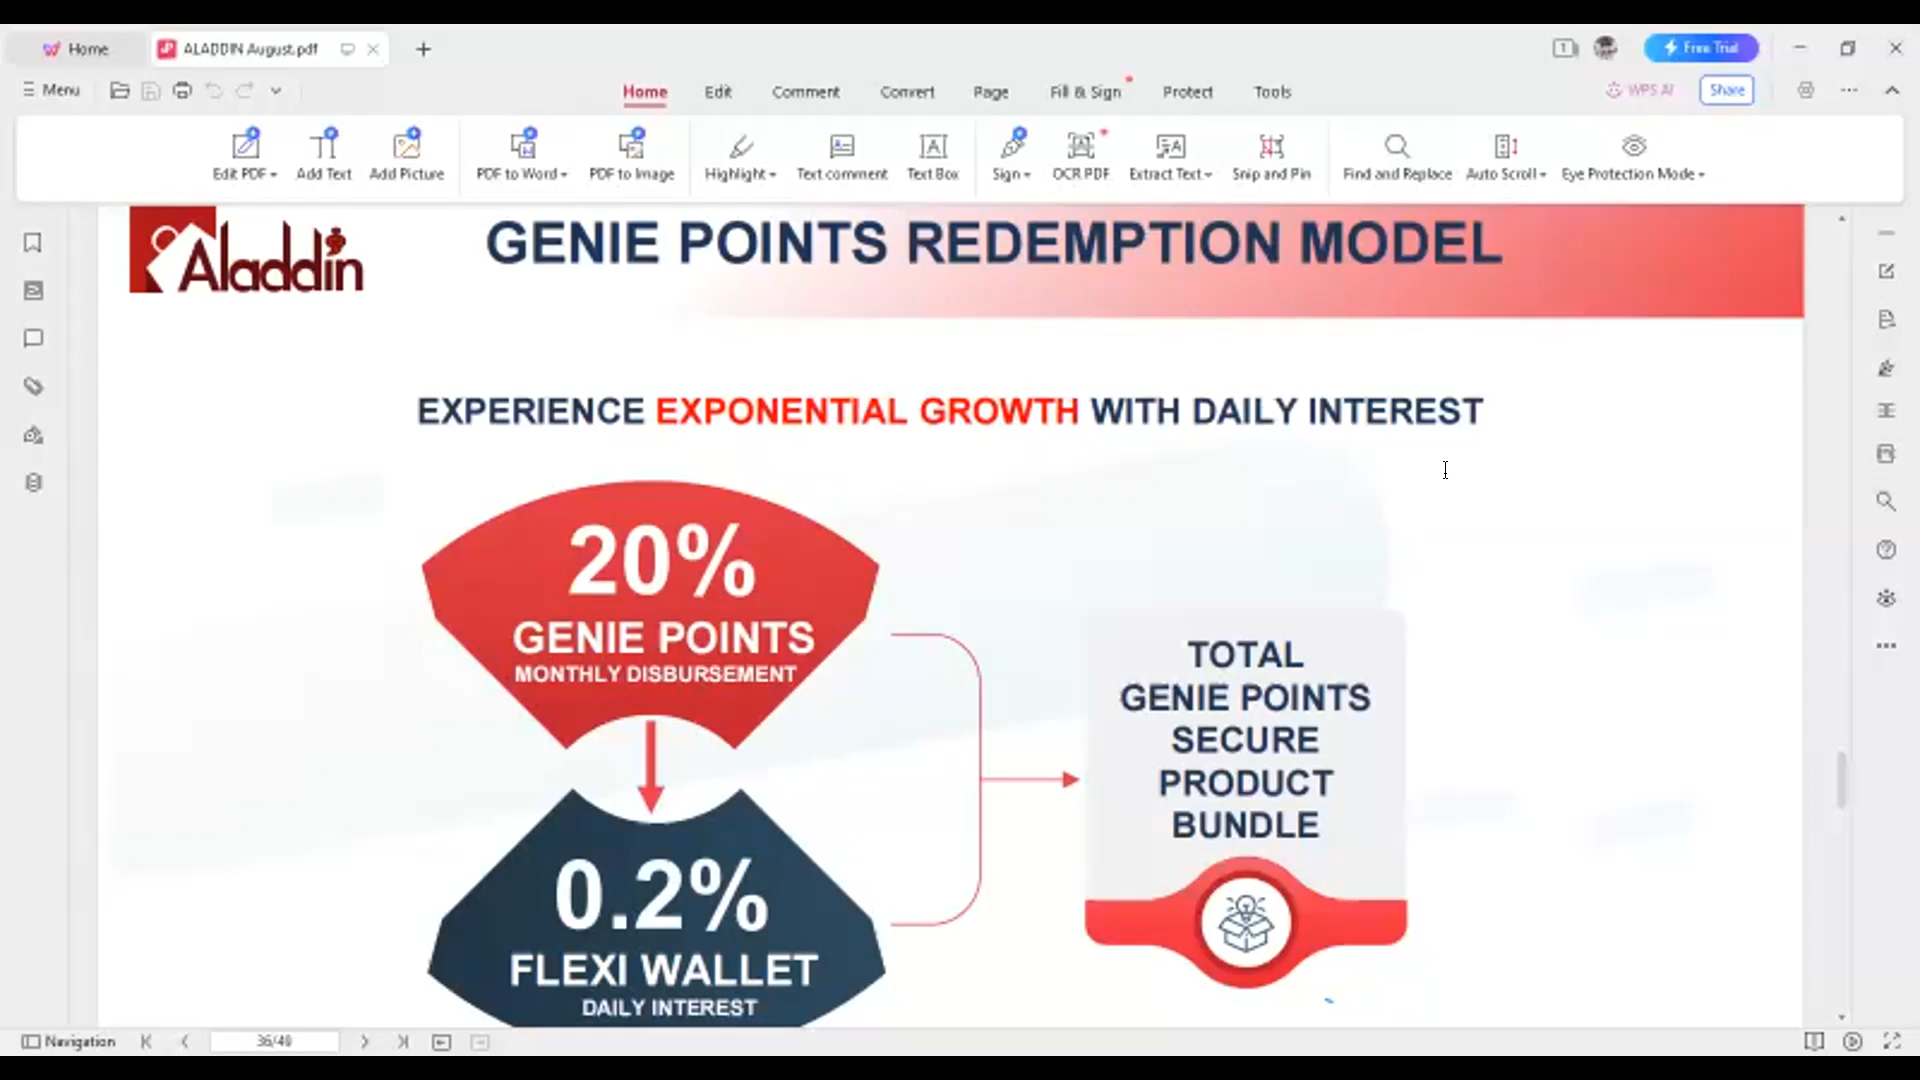 Home
ALADDIN August.pdf
1
Free Trial
Menu
Home Edit Comment Convert Page Fill & Sign Protect Tools
WPS AI
Share
Edit PDF Add Text Add Picture PDF to Word PDF to Image Highlight Text comment Text Box Sign OCR PDF Extract Text Snip and Pin Find and Replace Auto Scroll Eye Protection Mode
Aladdin
GENIE POINTS REDEMPTION MODEL
EXPERIENCE EXPONENTIAL GROWTH WITH DAILY INTEREST
20%
GENIE POINTS
MONTHLY DISBURSEMENT
0.2%
FLEXI WALLET
DAILY INTEREST
TOTAL
GENIE POINTS
SECURE
PRODUCT
BUNDLE
Navigation
36/49